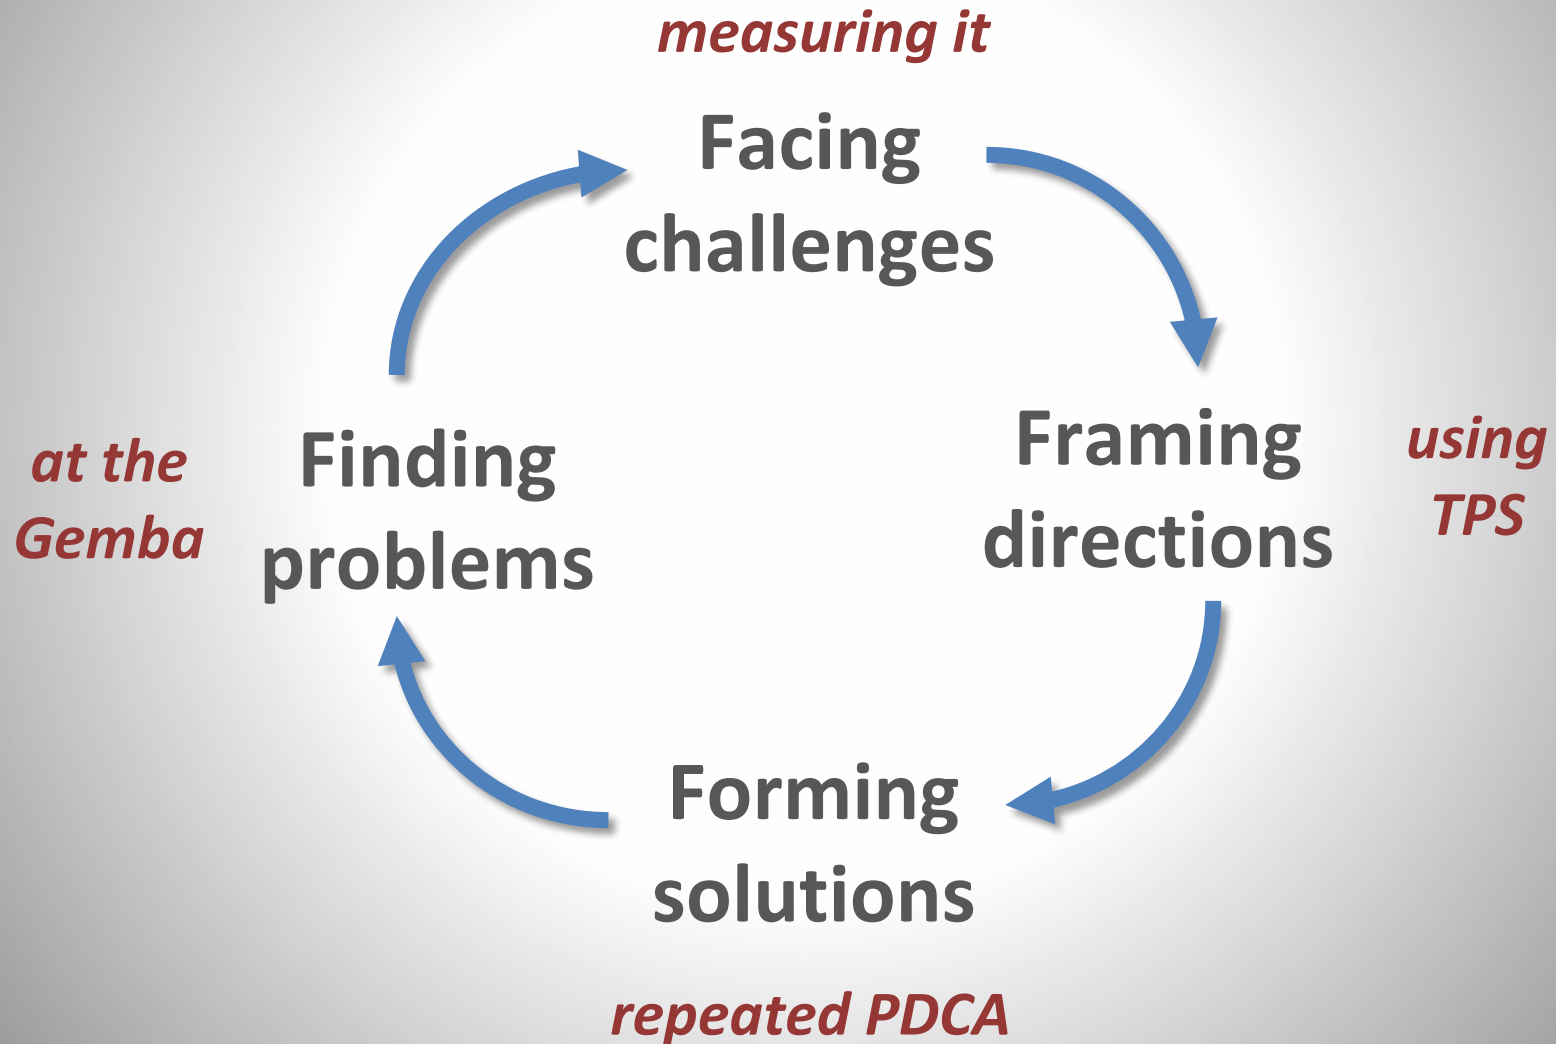 measuring it
Facing
challenges
Framing
directions
using
TPS
Forming
solutions
repeated PDCA
Finding
problems
at the
Gemba